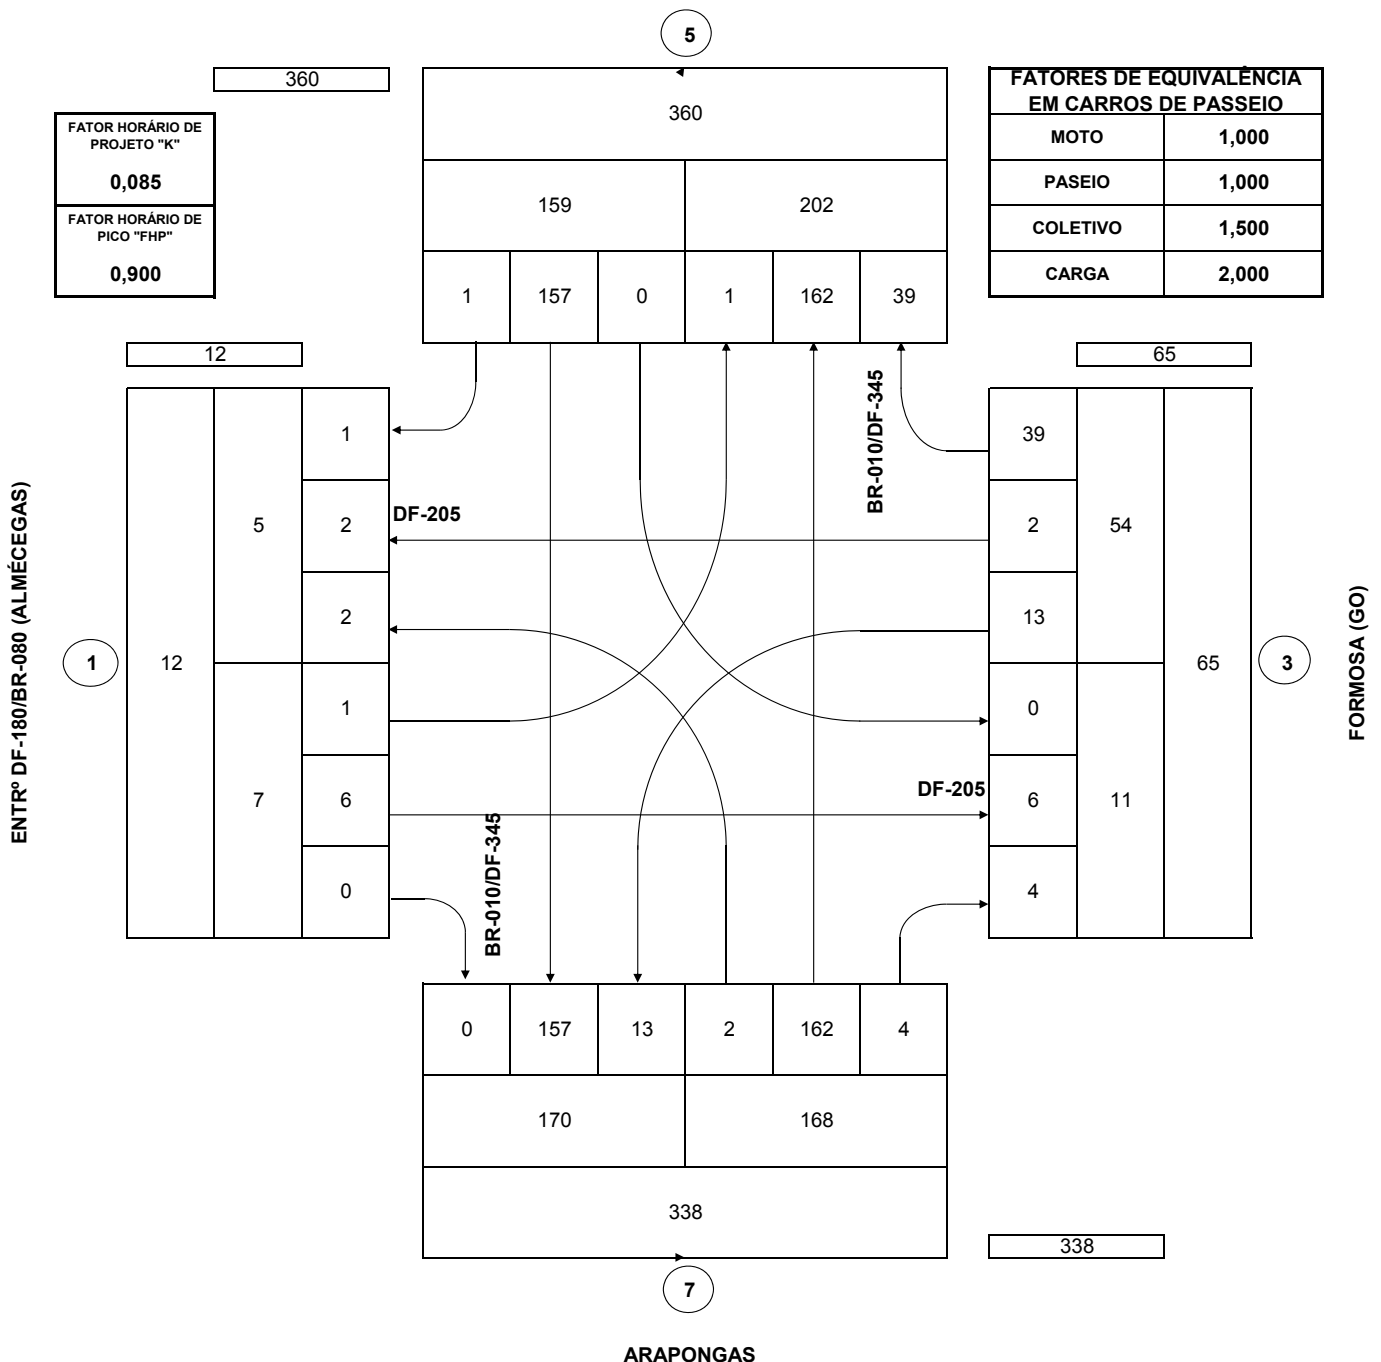 5
360
360
FATORES DE EQUIVALÊNCIA
EM CARROS DE PASSEIO
MOTO 1,000
PASEIO 1,000
COLETIVO 1,500
CARGA 2,000
FATOR HORÁRIO DE
PROJETO "K"
0,085
FATOR HORÁRIO DE
PICO "FHP"
0,900
159 202
1 157 0 1 162 39
12
65
BR-010/DF-345
ENTRº DF-180/BR-080 (ALMÉCEGAS)
1
12
5
7
1
2
2
1
6
0
DF-205
39
2
13
0
6
4
54
11
65
3
FORMOSA (GO)
DF-205
BR-010/DF-345
0 157 13 2 162 4
170 168
338
338
7
ARAPONGAS